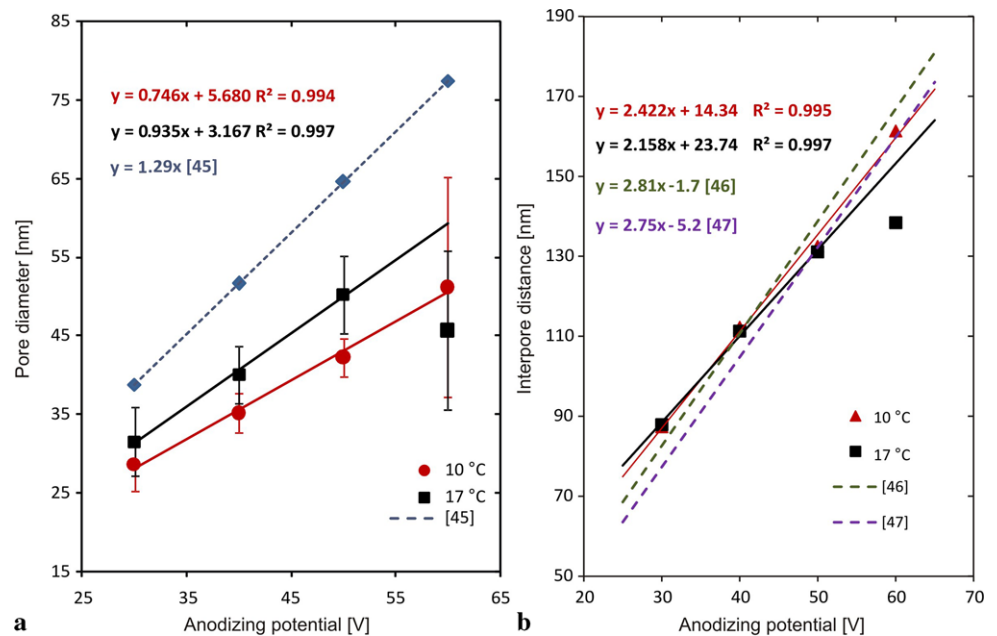 85
75
65
55
45
35
25
15
25
35
45
55
65
Pore diameter [nm]
Anodizing potential [V]
y = 0.746x + 5.680 R² = 0.994
y = 0.935x + 3.167 R² = 0.997
y = 1.29x [45]
10 °C
17 °C
[45]
a
190
170
150
130
110
90
70
50
20
30
40
50
60
70
Interpore distance [nm]
Anodizing potential [V]
y = 2.422x + 14.34 R² = 0.995
y = 2.158x + 23.74 R² = 0.997
y = 2.81x - 1.7 [46]
y = 2.75x - 5.2 [47]
10 °C
17 °C
[46]
[47]
b